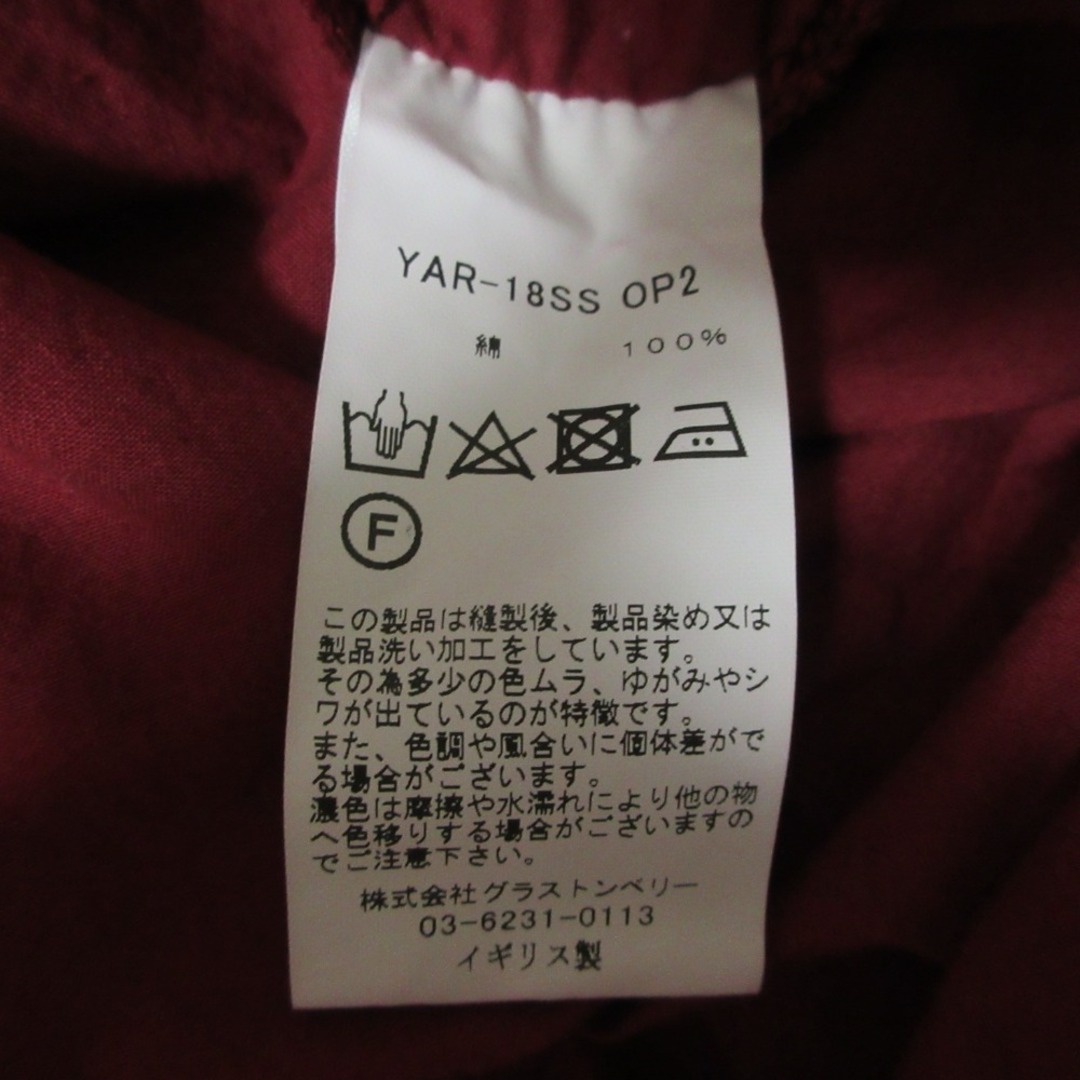 YAR-18SS OP2
綿 100%
F
この製品は縫製後、製品染め又は
製品洗い加工をしています。
その為多少の色ムラ、ゆがみやシ
ワが出ているのが特徴です。
また、色調や風合いに個体差がで
る場合がございます。
濃色は摩擦や水濡れにより他の物
へ色移りする場合がございますの
でご注意下さい。
株式会社グラストンベリー
03-6231-0113
イギリス製